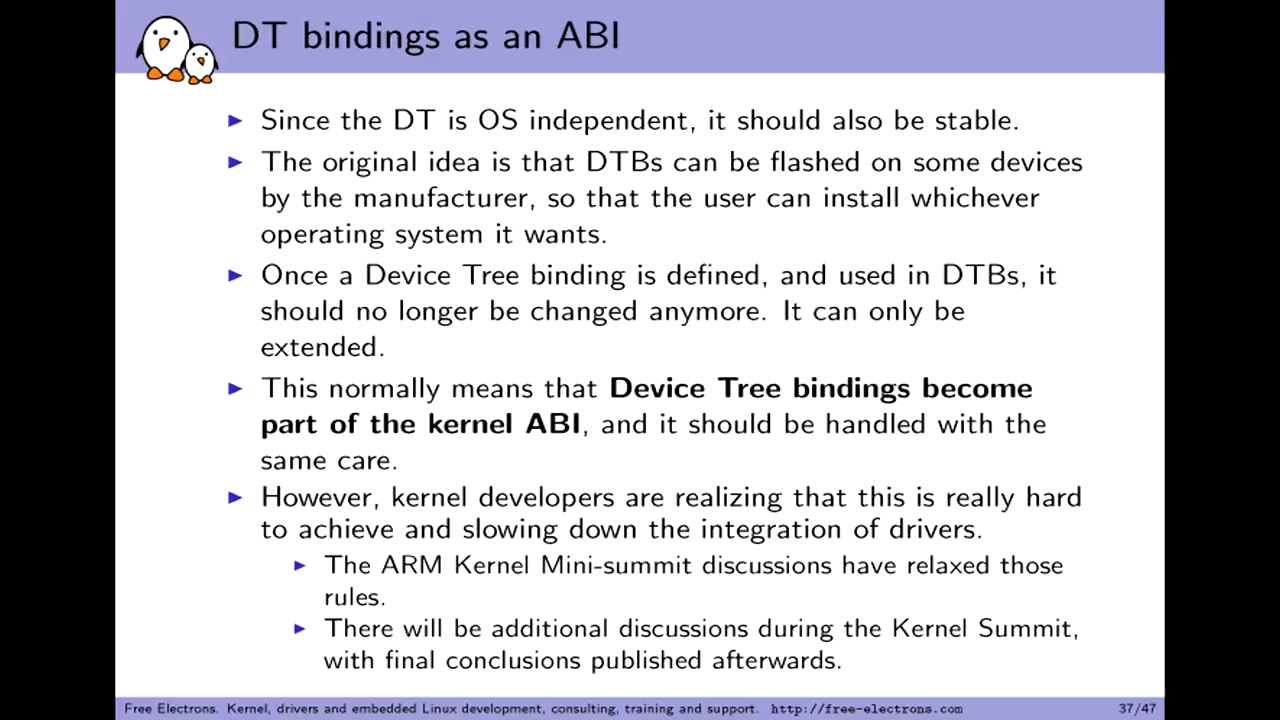 DT bindings as an ABI
Since the DT is OS independent, it should also be stable.
The original idea is that DTBs can be flashed on some devices
by the manufacturer, so that the user can install whichever
operating system it wants.
Once a Device Tree binding is defined, and used in DTBs, it
should no longer be changed anymore. It can only be
extended.
This normally means that Device Tree bindings become
part of the kernel ABI, and it should be handled with the
same care.
However, kernel developers are realizing that this is really hard
to achieve and slowing down the integration of drivers.
The ARM Kernel Mini-summit discussions have relaxed those
rules.
There will be additional discussions during the Kernel Summit,
with final conclusions published afterwards.
Free Electrons. Kernel, drivers and embedded Linux development, consulting, training and support. http://free-electrons.com 37/47